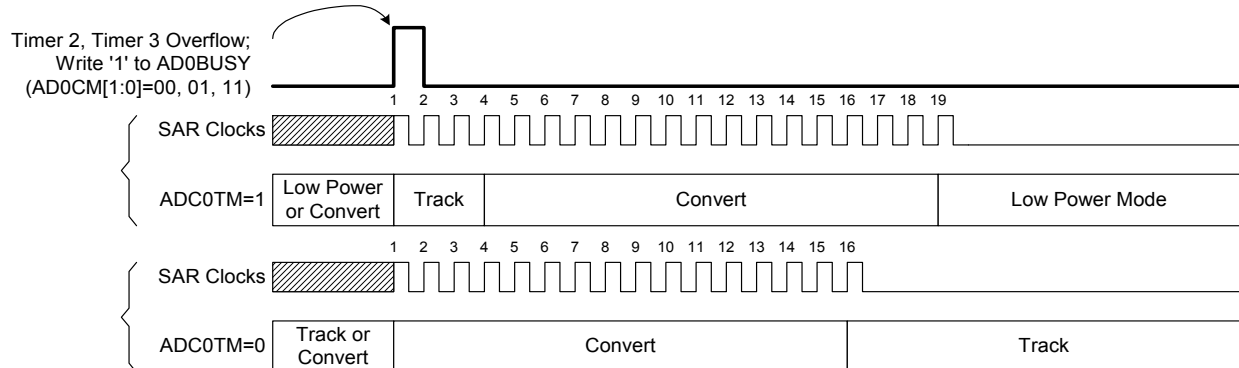 Timer 2, Timer 3 Overflow;
Write '1' to AD0BUSY
(AD0CM[1:0]=00, 01, 11)
1 2 3 4 5 6 7 8 9 10 11 12 13 14 15 16 17 18 19
SAR Clocks
ADC0TM=1
Low Power
or Convert
Track
Convert
Low Power Mode
1 2 3 4 5 6 7 8 9 10 11 12 13 14 15 16
SAR Clocks
ADC0TM=0
Track or
Convert
Convert
Track